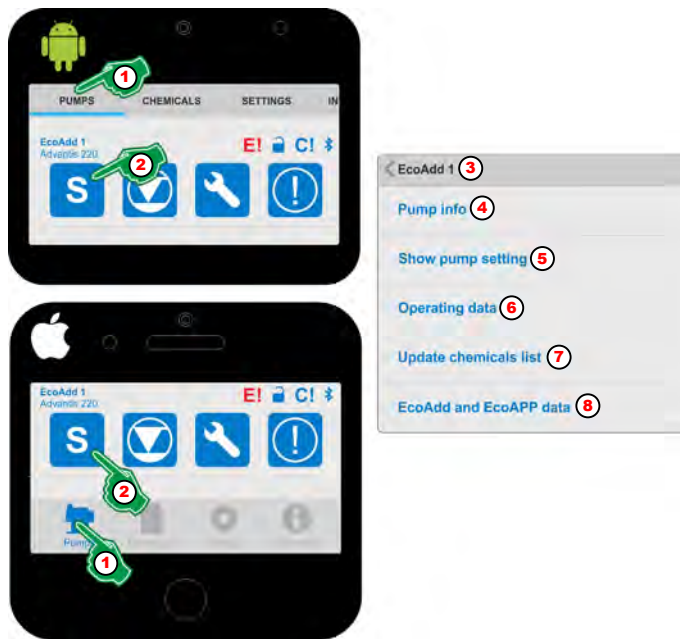 1
PUMPS CHEMICALS SETTINGS IN
EcoAdd 1
Advantis 220
E! C!
2
S
EcoAdd 1 3
Pump info 4
Show pump setting 5
Operating data 6
Update chemicals list 7
EcoAdd and EcoAPP data 8
EcoAdd 1
Advantis 220
E! C!
S
2
Pump
1